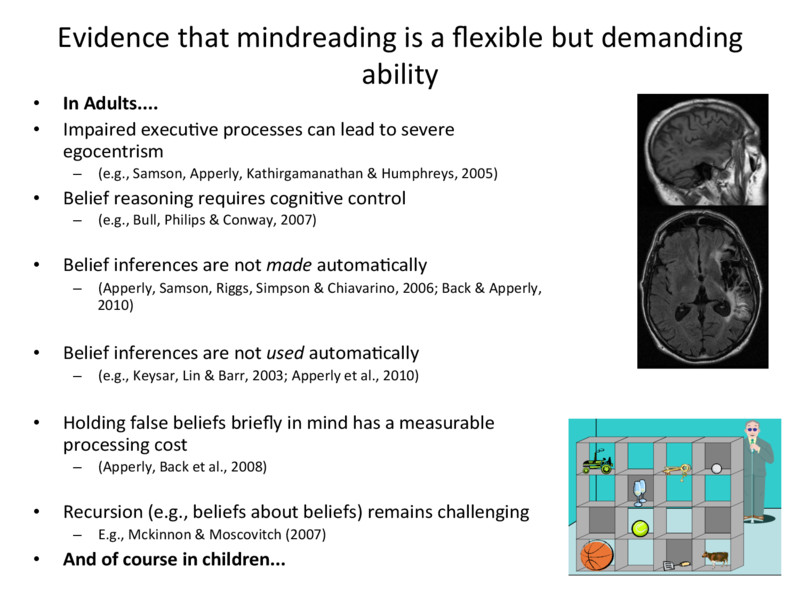 Evidence that mindreading is a flexible but demanding
ability
• In Adults....
• Impaired executive processes can lead to severe
egocentrism
– (e.g., Samson, Apperly, Kathirgamanathan & Humphreys, 2005)
• Belief reasoning requires cognitive control
– (e.g., Bull, Philips & Conway, 2007)
• Belief inferences are not made automatically
– (Apperly, Samson, Riggs, Simpson & Chiavarino, 2006; Back & Apperly,
2010)
• Belief inferences are not used automatically
– (e.g., Keysar, Lin & Barr, 2003; Apperly et al., 2010)
• Holding false beliefs briefly in mind has a measurable
processing cost
– (Apperly, Back et al., 2008)
• Recursion (e.g., beliefs about beliefs) remains challenging
– E.g., Mckinnon & Moscovitch (2007)
• And of course in children...